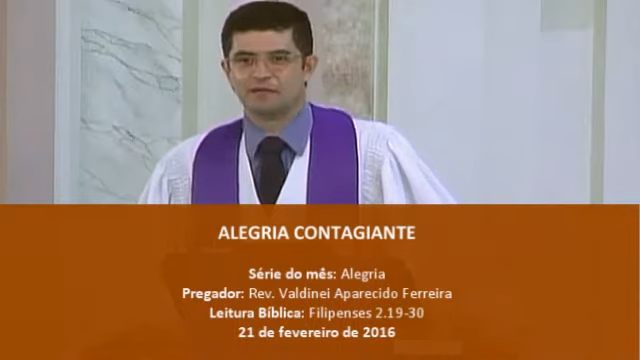 ALEGRIA CONTAGIANTE
Série do mês: Alegria
Pregador: Rev. Valdinei Aparecido Ferreira
Leitura Bíblica: Filipenses 2.19-30
21 de fevereiro de 2016